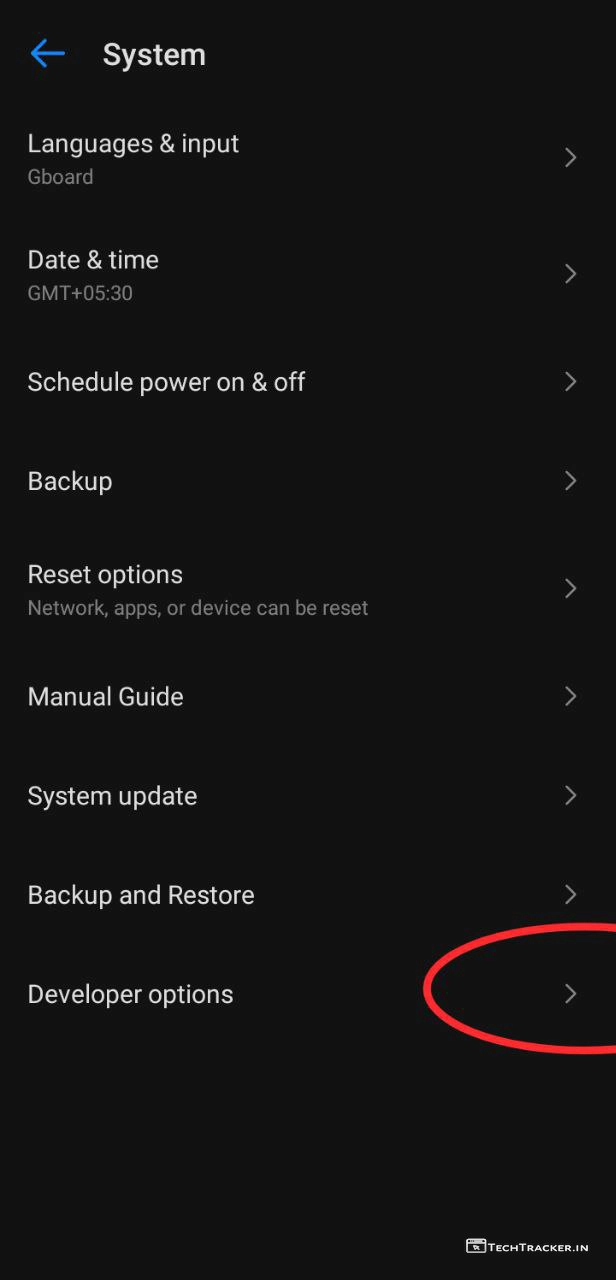 System
Languages & input
Gboard
Date & time
GMT+05:30
Schedule power on & off
Backup
Reset options
Network, apps, or device can be reset
Manual Guide
System update
Backup and Restore
Developer options
TECHTRACKER.IN